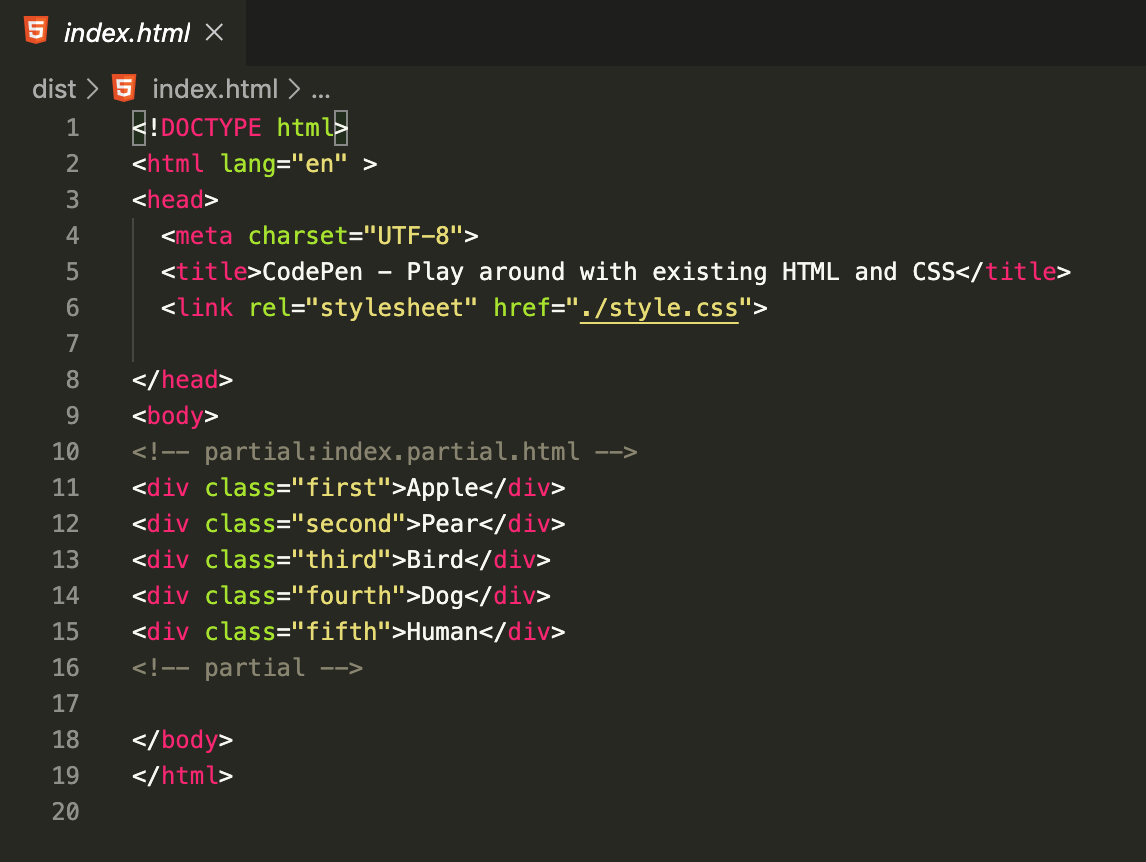 index.html ×
dist > index.html > ...
1 <!DOCTYPE html>
2 <html lang="en" >
3 <head>
4   <meta charset="UTF-8">
5   <title>CodePen - Play around with existing HTML and CSS</title>
6   <link rel="stylesheet" href="./style.css">
7
8 </head>
9 <body>
10 <!-- partial:index.partial.html -->
11 <div class="first">Apple</div>
12 <div class="second">Pear</div>
13 <div class="third">Bird</div>
14 <div class="fourth">Dog</div>
15 <div class="fifth">Human</div>
16 <!-- partial -->
17
18 </body>
19 </html>
20